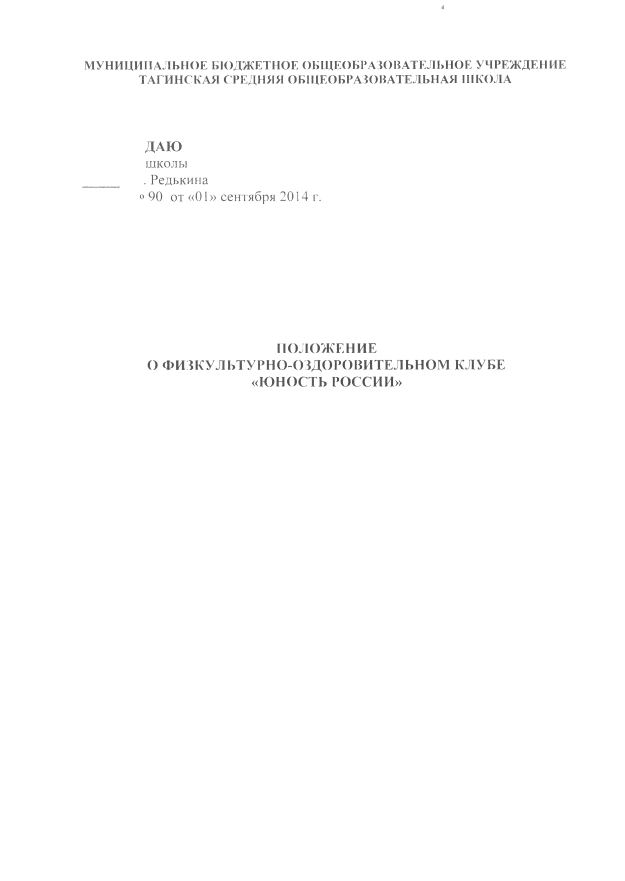 МУНИЦИПАЛЬНОЕ БЮДЖЕТНОЕ ОБЩЕОБРАЗОВАТЕЛЬНОЕ УЧРЕЖДЕНИЕ
ТАГИНСКАЯ СРЕДНЯЯ ОБЩЕОБРАЗОВАТЕЛЬНАЯ ШКОЛА
ДАЮ
школы
. Редькина
º 90 от «01» сентября 2014 г.
ПОЛОЖЕНИЕ
О ФИЗКУЛЬТУРНО-ОЗДОРОВИТЕЛЬНОМ КЛУБЕ
«ЮНОСТЬ РОССИИ»